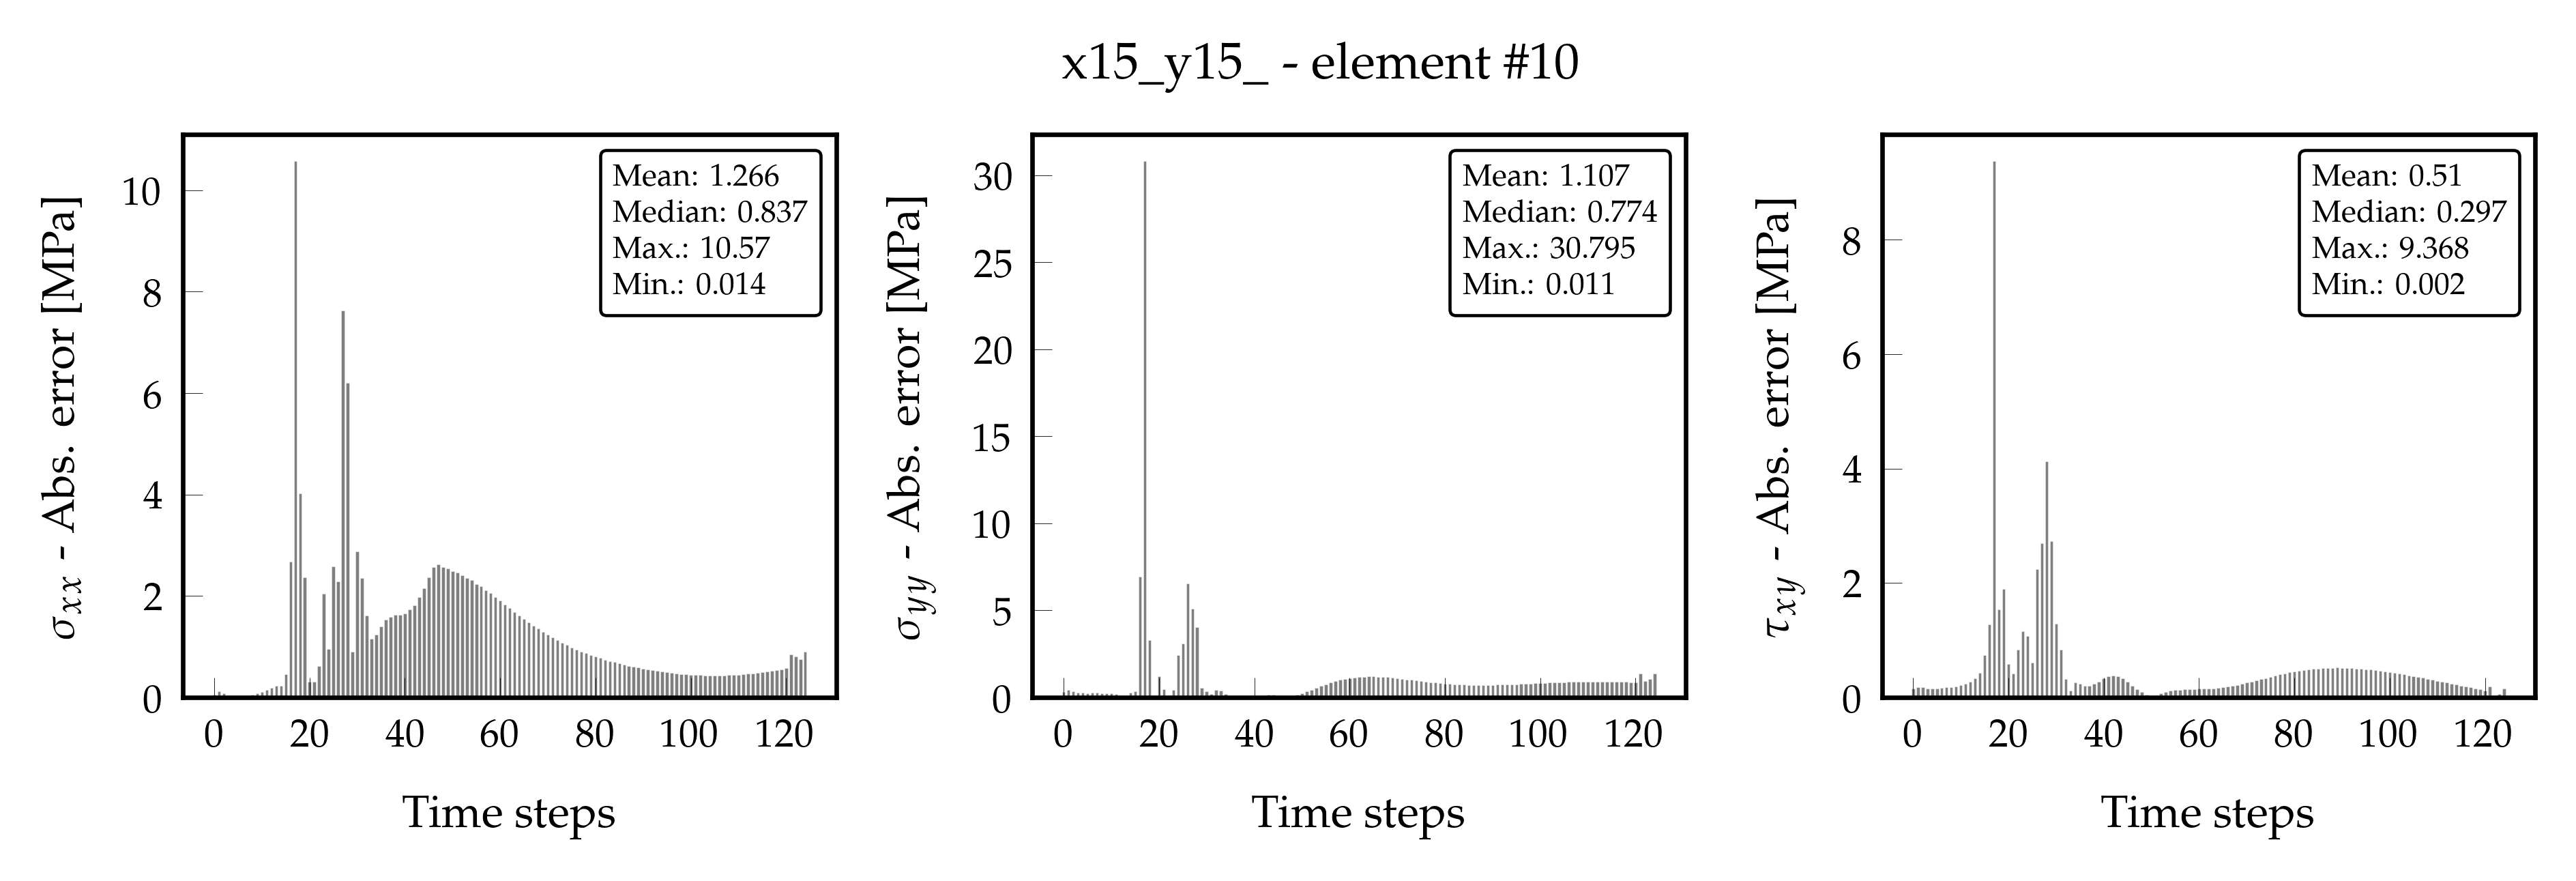 x15_y15_ - element #10
σxx - Abs. error [MPa]
10
8
6
4
2
0
0 20 40 60 80 100 120
Time steps
Mean: 1.266
Median: 0.837
Max.: 10.57
Min.: 0.014
σyy - Abs. error [MPa]
30
25
20
15
10
5
0
0 20 40 60 80 100 120
Time steps
Mean: 1.107
Median: 0.774
Max.: 30.795
Min.: 0.011
τxy - Abs. error [MPa]
8
6
4
2
0
0 20 40 60 80 100 120
Time steps
Mean: 0.51
Median: 0.297
Max.: 9.368
Min.: 0.002